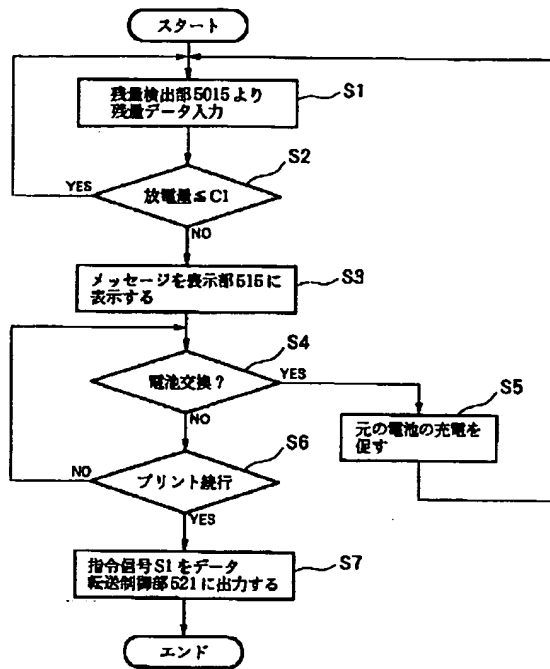 スタート
残量検出部5015より
残量データ入力
S1
放電量≦C1
S2
YES
NO
メッセージを表示部515に
表示する
S3
電池交換？
S4
YES
NO
元の電池の充電を
促す
S5
プリント続行
S6
NO
YES
指令信号S1をデータ
転送制御部521に出力する
S7
エンド